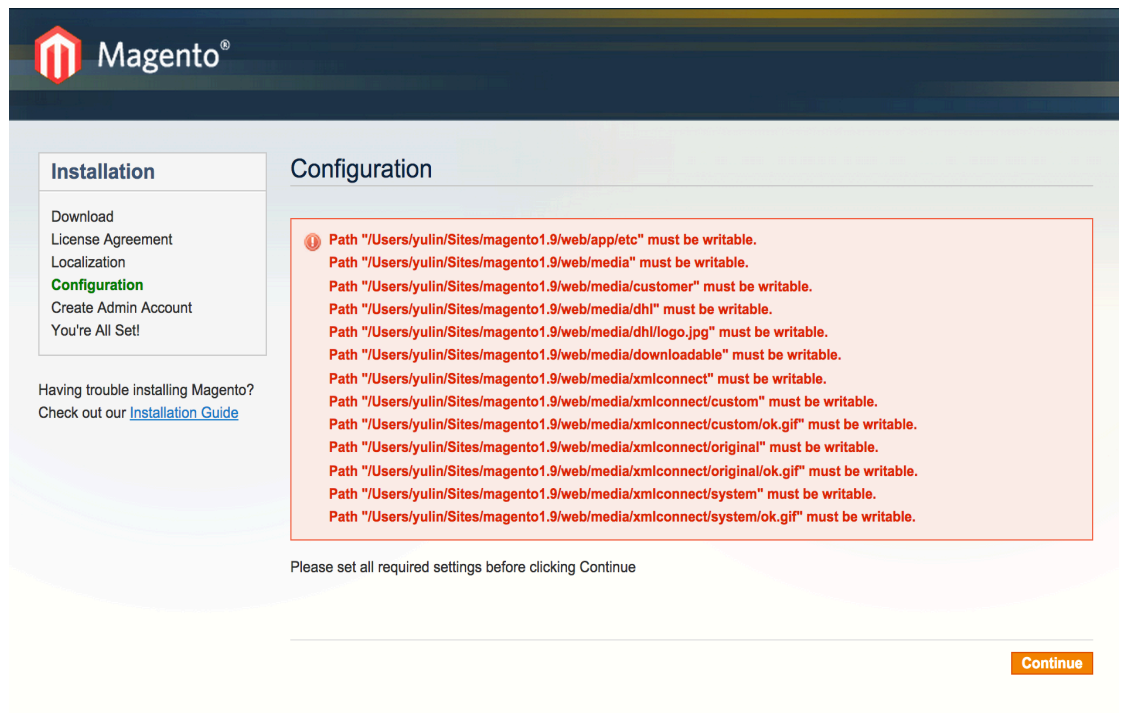 Magento®
Installation
Download
License Agreement
Localization
Configuration
Create Admin Account
You're All Set!
Having trouble installing Magento?
Check out our Installation Guide
Configuration
Path "/Users/yulin/Sites/magento1.9/web/app/etc" must be writable.
Path "/Users/yulin/Sites/magento1.9/web/media" must be writable.
Path "/Users/yulin/Sites/magento1.9/web/media/customer" must be writable.
Path "/Users/yulin/Sites/magento1.9/web/media/dhl" must be writable.
Path "/Users/yulin/Sites/magento1.9/web/media/dhl/logo.jpg" must be writable.
Path "/Users/yulin/Sites/magento1.9/web/media/downloadable" must be writable.
Path "/Users/yulin/Sites/magento1.9/web/media/xmlconnect" must be writable.
Path "/Users/yulin/Sites/magento1.9/web/media/xmlconnect/custom" must be writable.
Path "/Users/yulin/Sites/magento1.9/web/media/xmlconnect/custom/ok.gif" must be writable.
Path "/Users/yulin/Sites/magento1.9/web/media/xmlconnect/original" must be writable.
Path "/Users/yulin/Sites/magento1.9/web/media/xmlconnect/original/ok.gif" must be writable.
Path "/Users/yulin/Sites/magento1.9/web/media/xmlconnect/system" must be writable.
Path "/Users/yulin/Sites/magento1.9/web/media/xmlconnect/system/ok.gif" must be writable.
Please set all required settings before clicking Continue
Continue